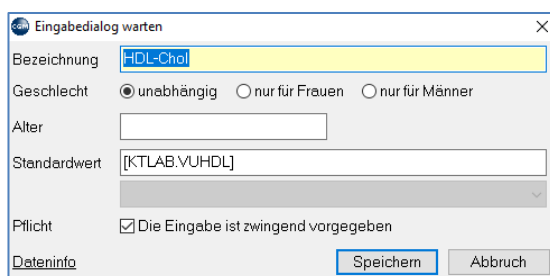 CGM Eingabedialog warten
Bezeichnung HDL-Chol
Geschlecht unabhängig nur für Frauen nur für Männer
Alter
Standardwert [KTLAB.VUHDL]
Pflicht Die Eingabe ist zwingend vorgegeben
Dateninfo Speichern Abbruch